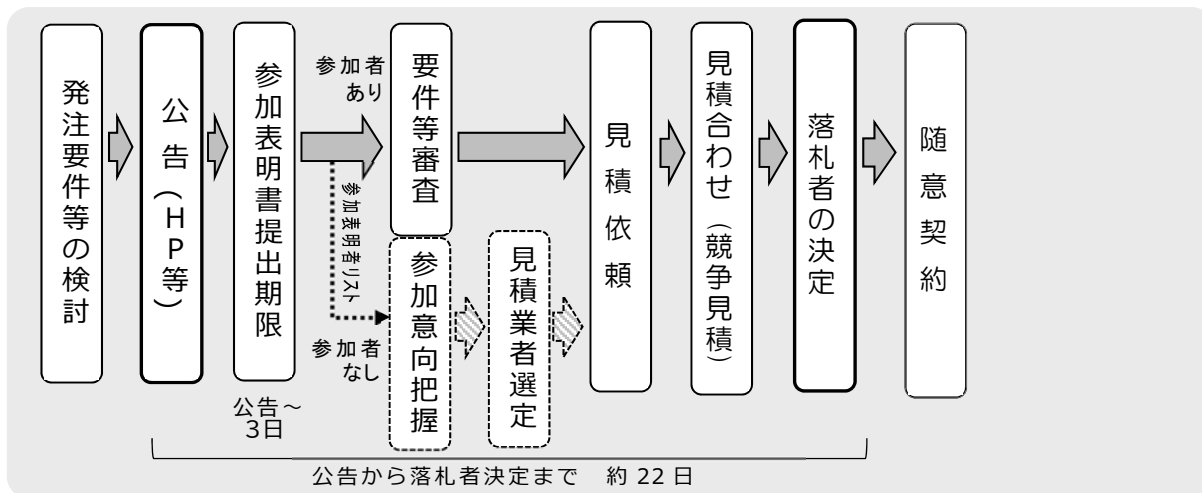 発注要件等の検討
公告(HP等)
参加表明書提出期限
公告～
3日
参加者
あり
参加表明者リスト
参加者
なし
要件等審査
参加意向把握
見積業者選定
見積依頼
見積合わせ(競争見積)
落札者の決定
随意契約
公告から落札者決定まで 約 22 日